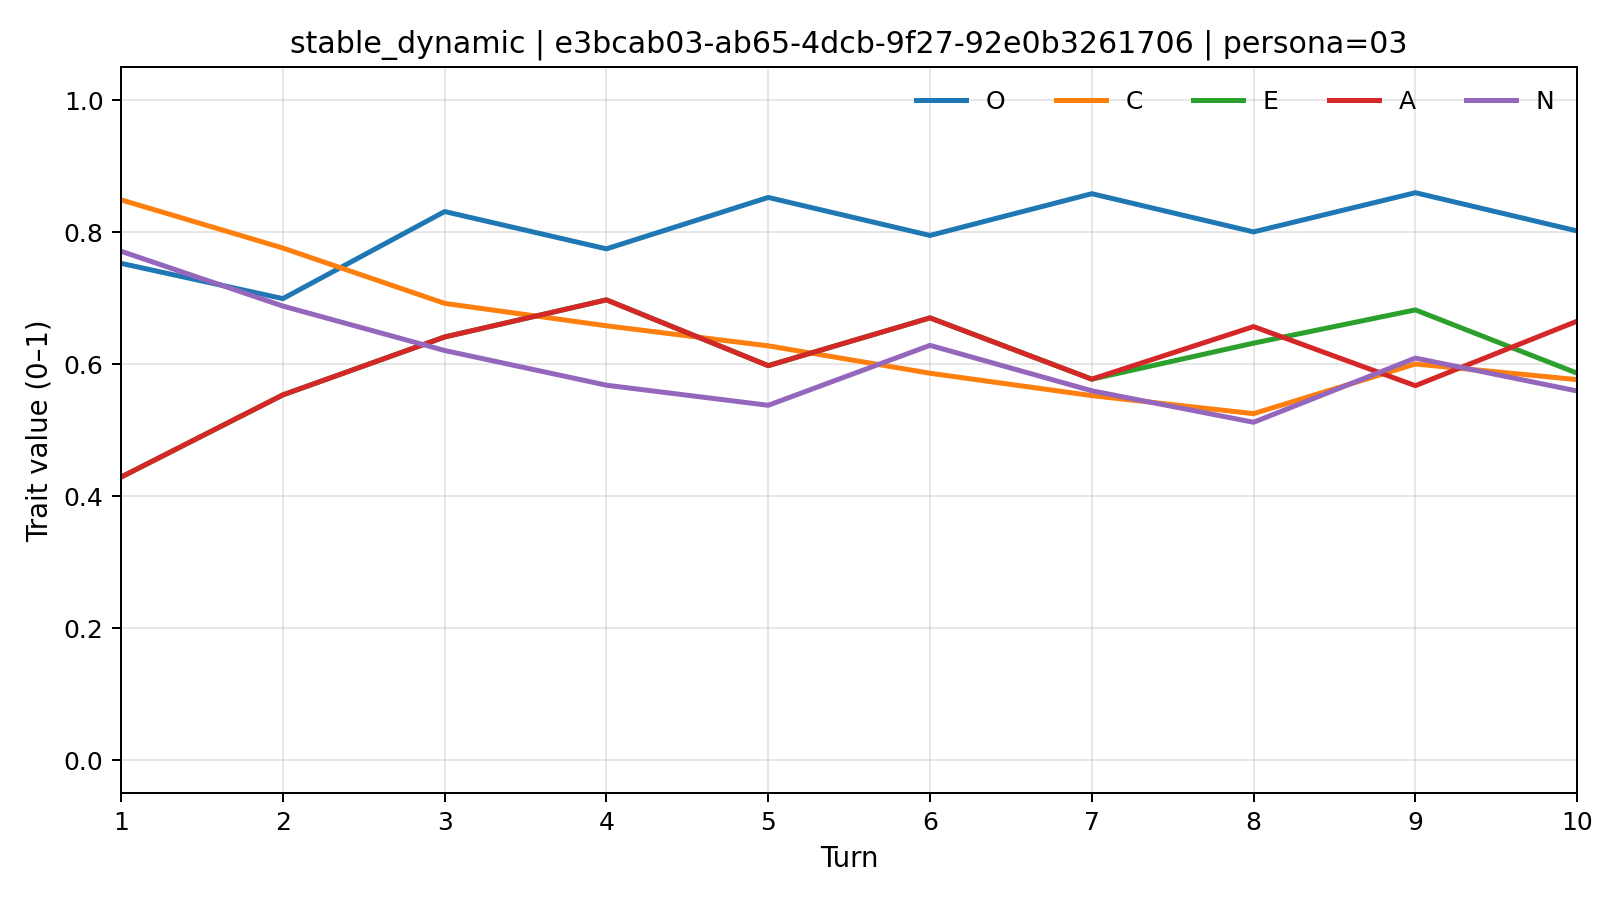 stable_dynamic | e3bcab03-ab65-4dcb-9f27-92e0b3261706 | persona=03
O C E A N
Trait value (0–1)
1.0
0.8
0.6
0.4
0.2
0.0
1 2 3 4 5 6 7 8 9 10
Turn